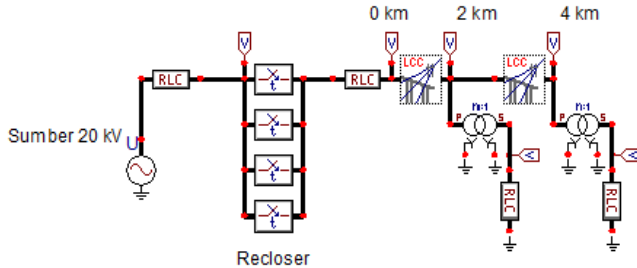 0 km 2 km 4 km
V V V V
LCC LCC
RLC RLC
n:1 n:1
P S P S
Sumber 20 kV U
t
t
t
t
V V
RLC RLC
Recloser